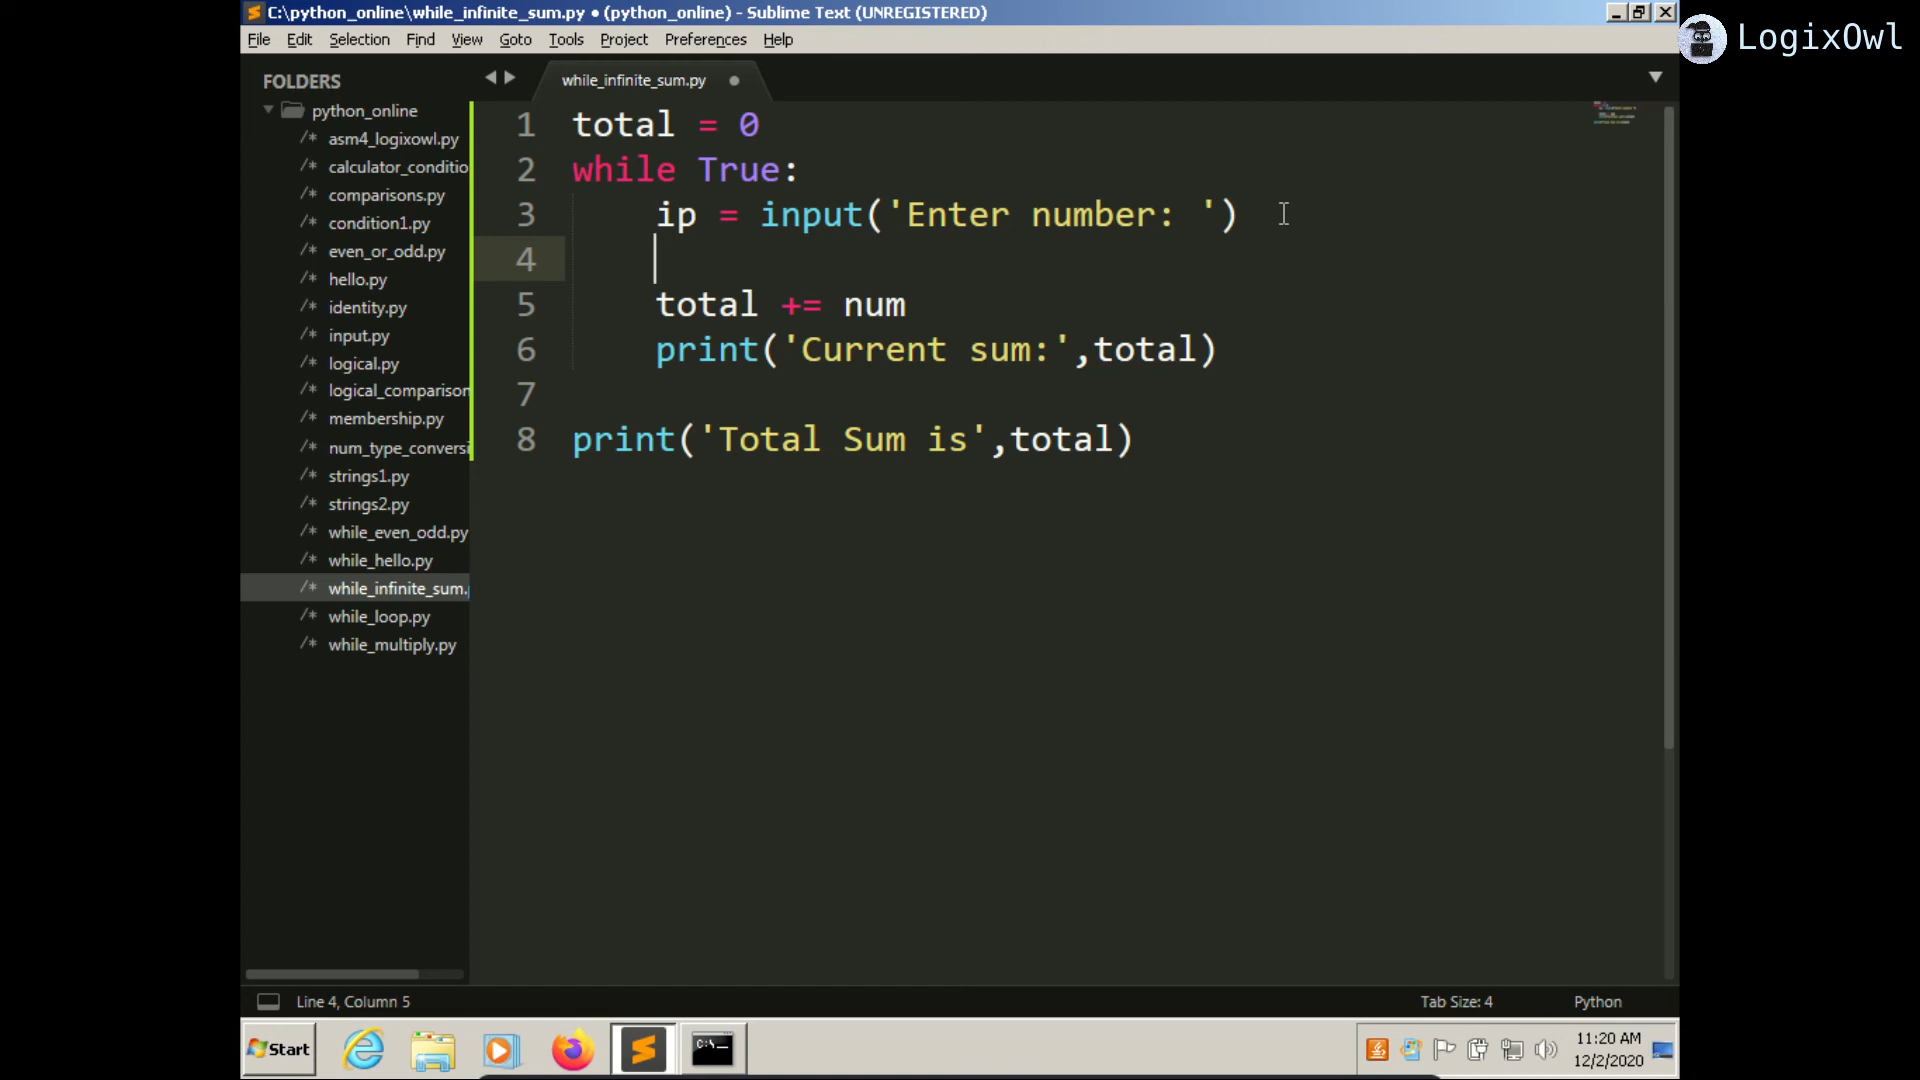 C:\python_online\while_infinite_sum.py • (python_online) - Sublime Text (UNREGISTERED)
LogixOwl
File Edit Selection Find View Goto Tools Project Preferences Help
FOLDERS
python_online
/* asm4_logixowl.py
/* calculator_conditio
/* comparisons.py
/* condition1.py
/* even_or_odd.py
/* hello.py
/* identity.py
/* input.py
/* logical.py
/* logical_comparison
/* membership.py
/* num_type_conversi
/* strings1.py
/* strings2.py
/* while_even_odd.py
/* while_hello.py
/* while_infinite_sum.
/* while_loop.py
/* while_multiply.py
while_infinite_sum.py
1 total = 0
2 while True:
3 ip = input('Enter number: ')
4
5 total += num
6 print('Current sum:',total)
7
8 print('Total Sum is',total)
Line 4, Column 5
Tab Size: 4
Python
Start
C:\.
11:20 AM
12/2/2020